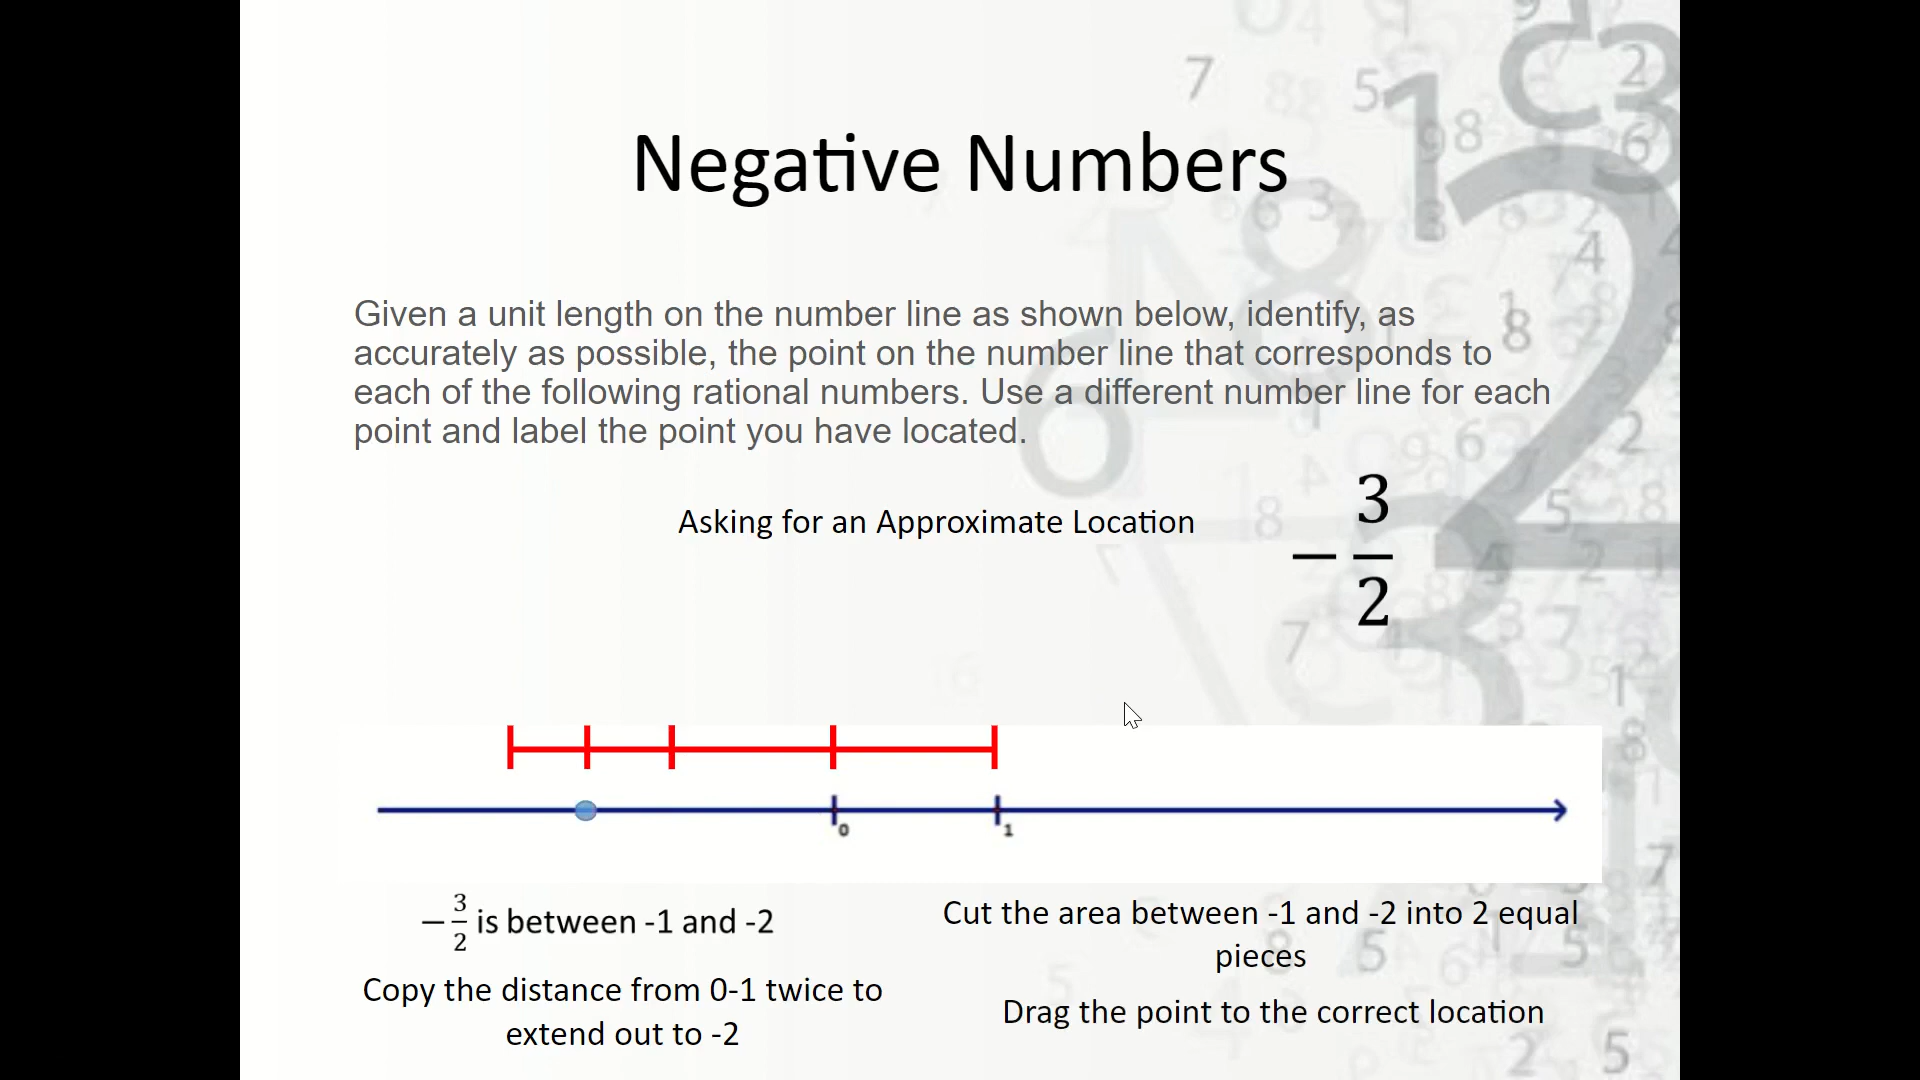 Negative Numbers
Given a unit length on the number line as shown below, identify, as
accurately as possible, the point on the number line that corresponds to
each of the following rational numbers. Use a different number line for each
point and label the point you have located.
Asking for an Approximate Location
− 3/2
0 1
− 3/2 is between -1 and -2
Copy the distance from 0-1 twice to
extend out to -2
Cut the area between -1 and -2 into 2 equal
pieces
Drag the point to the correct location